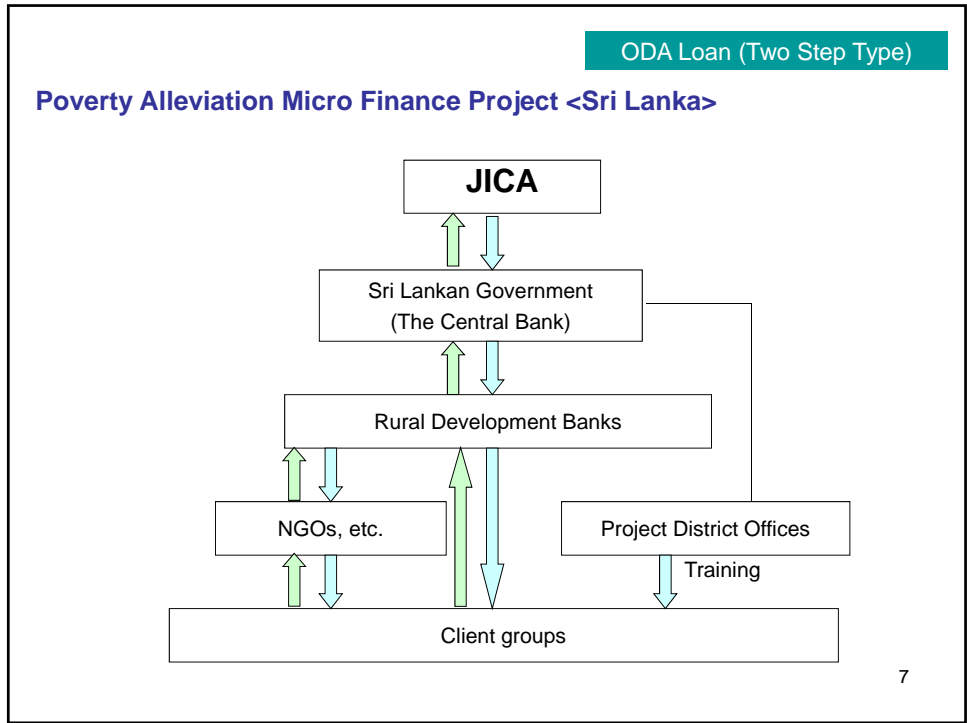 ODA Loan (Two Step Type)
Poverty Alleviation Micro Finance Project <Sri Lanka>
JICA
Sri Lankan Government
(The Central Bank)
Rural Development Banks
NGOs, etc.
Project District Offices
Training
Client groups
7